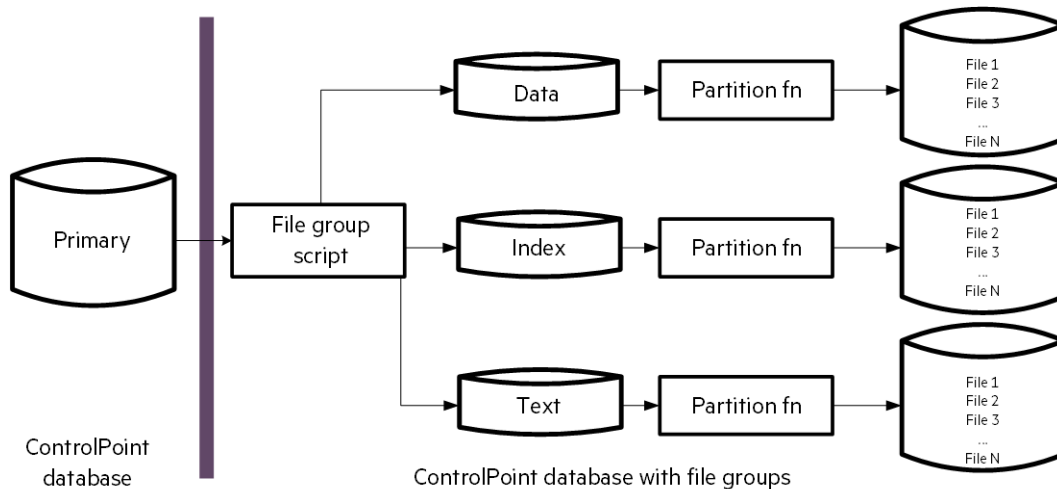 Data
Partition fn
File 1
File 2
File 3
...
File N
Primary
File group
script
Index
Partition fn
File 1
File 2
File 3
...
File N
Text
Partition fn
File 1
File 2
File 3
...
File N
ControlPoint
database
ControlPoint database with file groups